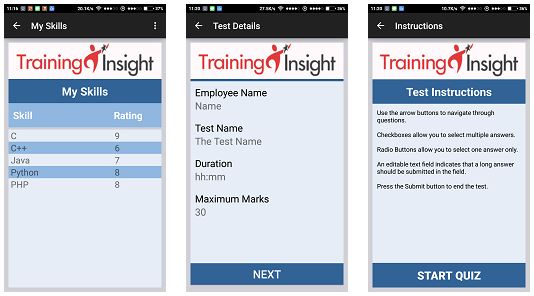 11:16 20.1K/s 37%
My Skills
Training Insight
My Skills
Skill Rating
C 9
C++ 6
Java 7
Python 8
PHP 8
11:20 27.5K/s 36%
Test Details
Training Insight
Employee Name
Name
Test Name
The Test Name
Duration
hh:mm
Maximum Marks
30
NEXT
11:20 10.7K/s 36%
Instructions
Training Insight
Test Instructions
Use the arrow buttons to navigate through
questions.
Checkboxes allow you to select multiple answers.
Radio Buttons allow you to select one answer only.
An editable text field indicates that a long answer
should be submitted in the field.
Press the Submit button to end the test.
START QUIZ